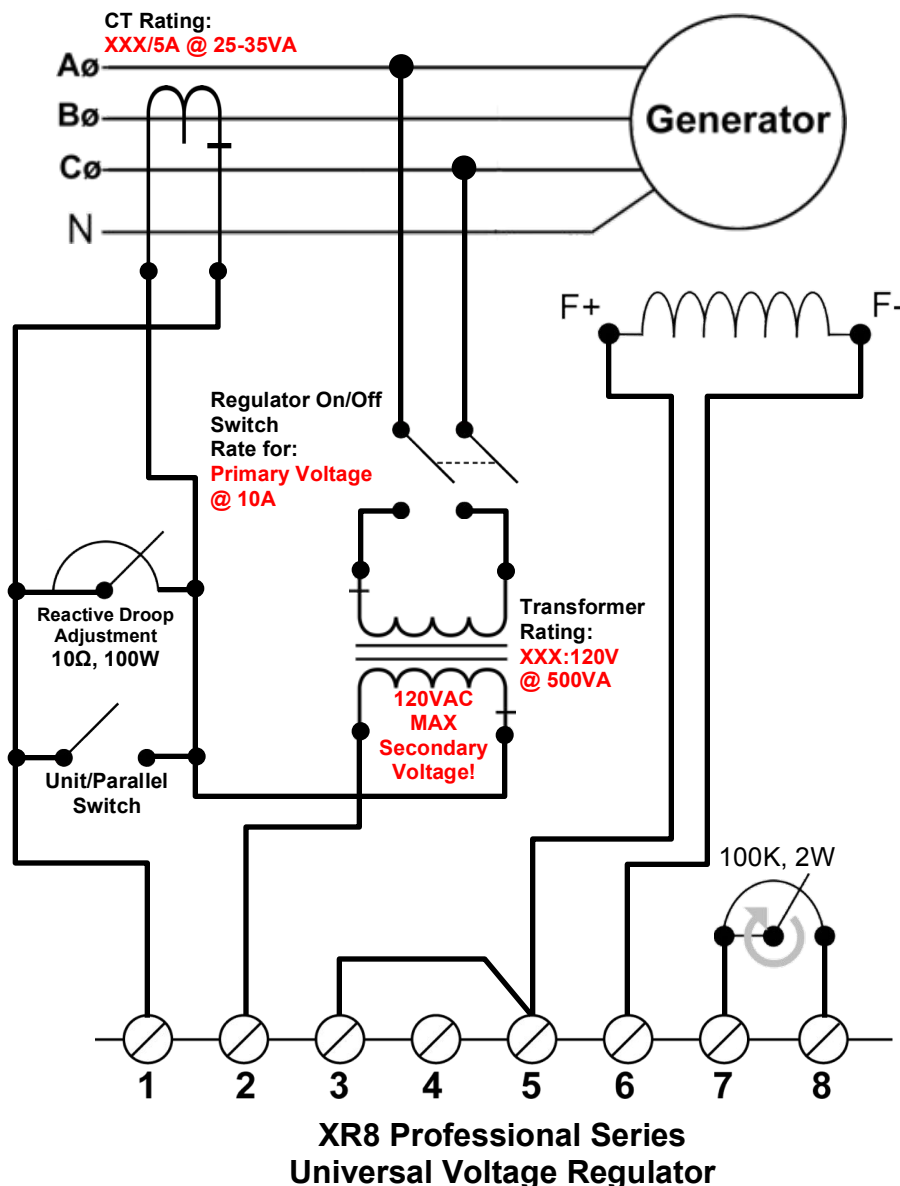 CT Rating:
XXX/5A @ 25-35VA
Aø
Bø
Cø
N
Generator
F+
F-
Regulator On/Off
Switch
Rate for:
Primary Voltage
@ 10A
Reactive Droop
Adjustment
10Ω, 100W
Transformer
Rating:
XXX:120V
@ 500VA
120VAC
MAX
Secondary
Voltage!
Unit/Parallel
Switch
100K, 2W
1 2 3 4 5 6 7 8
XR8 Professional Series
Universal Voltage Regulator